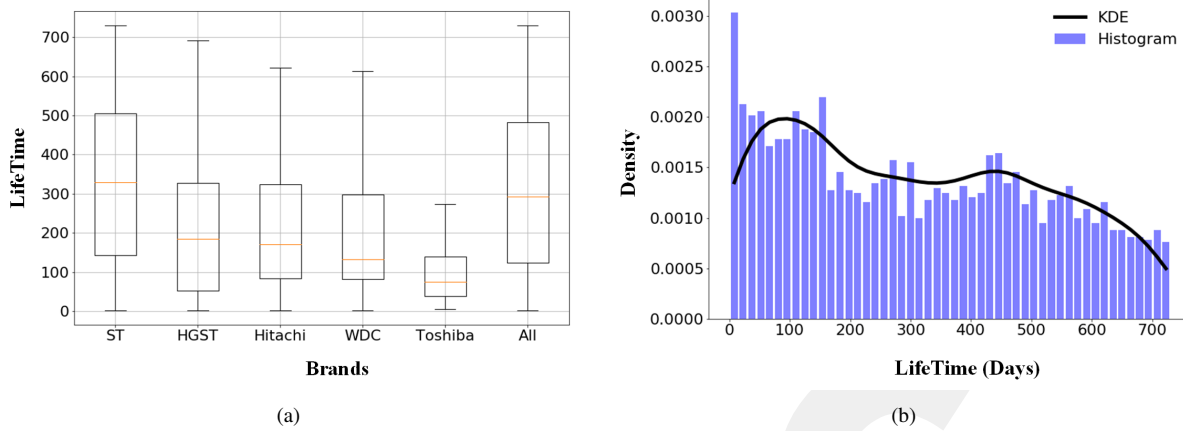 700
600
500
400
300
200
100
0
LifeTime
ST HGST Hitachi WDC Toshiba All
Brands
(a)
0.0030
0.0025
0.0020
0.0015
0.0010
0.0005
0.0000
Density
KDE
Histogram
0 100 200 300 400 500 600 700
LifeTime (Days)
(b)